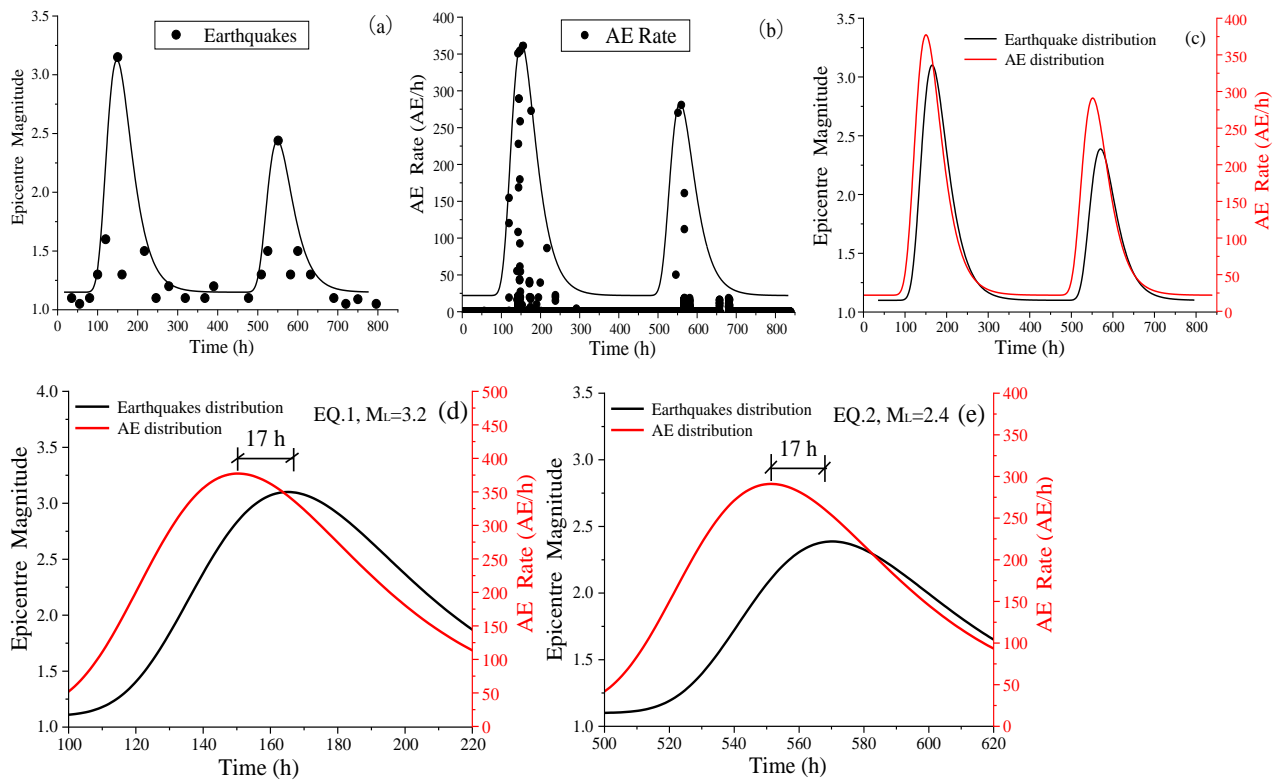 (a)
Earthquakes
Epicentre Magnitude
3.5
3.0
2.5
2.0
1.5
1.0
0 100 200 300 400 500 600 700 800
Time (h)
(b)
AE Rate
AE Rate (AE/h)
400
350
300
250
200
150
100
50
0
0 100 200 300 400 500 600 700 800
Time (h)
(c)
Earthquake distribution
AE distribution
Epicentre Magnitude
3.5
3.0
2.5
2.0
1.5
1.0
0 100 200 300 400 500 600 700 800
Time (h)
400
350
300
250
200
150
100
50
0
AE Rate (AE/h)
(d)
Earthquakes distribution
AE distribution
EQ.1, ML=3.2
17 h
Epicentre Magnitude
4.0
3.5
3.0
2.5
2.0
1.5
1.0
100 120 140 160 180 200 220
Time (h)
500
450
400
350
300
250
200
150
100
50
0
AE Rate (AE/h)
(e)
Earthquakes distribution
AE distribution
EQ.2, ML=2.4
17 h
Epicentre Magnitude
3.5
3.0
2.5
2.0
1.5
1.0
500 520 540 560 580 600 620
Time (h)
400
350
300
250
200
150
100
50
0
AE Rate (AE/h)